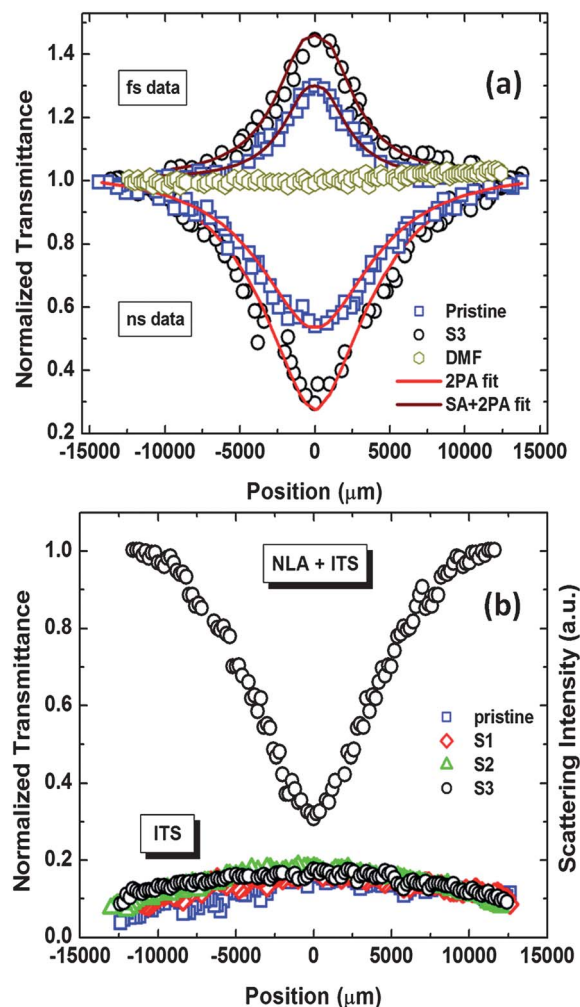 (a)
fs data
ns data
Pristine
S3
DMF
2PA fit
SA+2PA fit
Normalized Transmittance
1.4
1.2
1.0
0.8
0.6
0.4
0.2
-15000 -10000 -5000 0 5000 10000 15000
Position (μm)
(b)
NLA + ITS
ITS
pristine
S1
S2
S3
Normalized Transmittance
Scattering Intensity (a.u.)
1.0
0.8
0.6
0.4
0.2
0.0
-15000 -10000 -5000 0 5000 10000 15000
Position (μm)